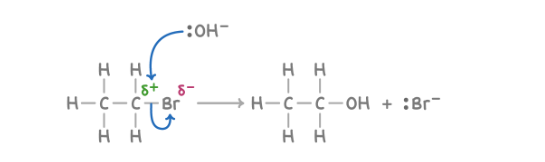 :OH⁻
H H
δ+ δ−
H – C – C – Br ⟶ H – C – C – OH + :Br⁻
H H
H H
H H